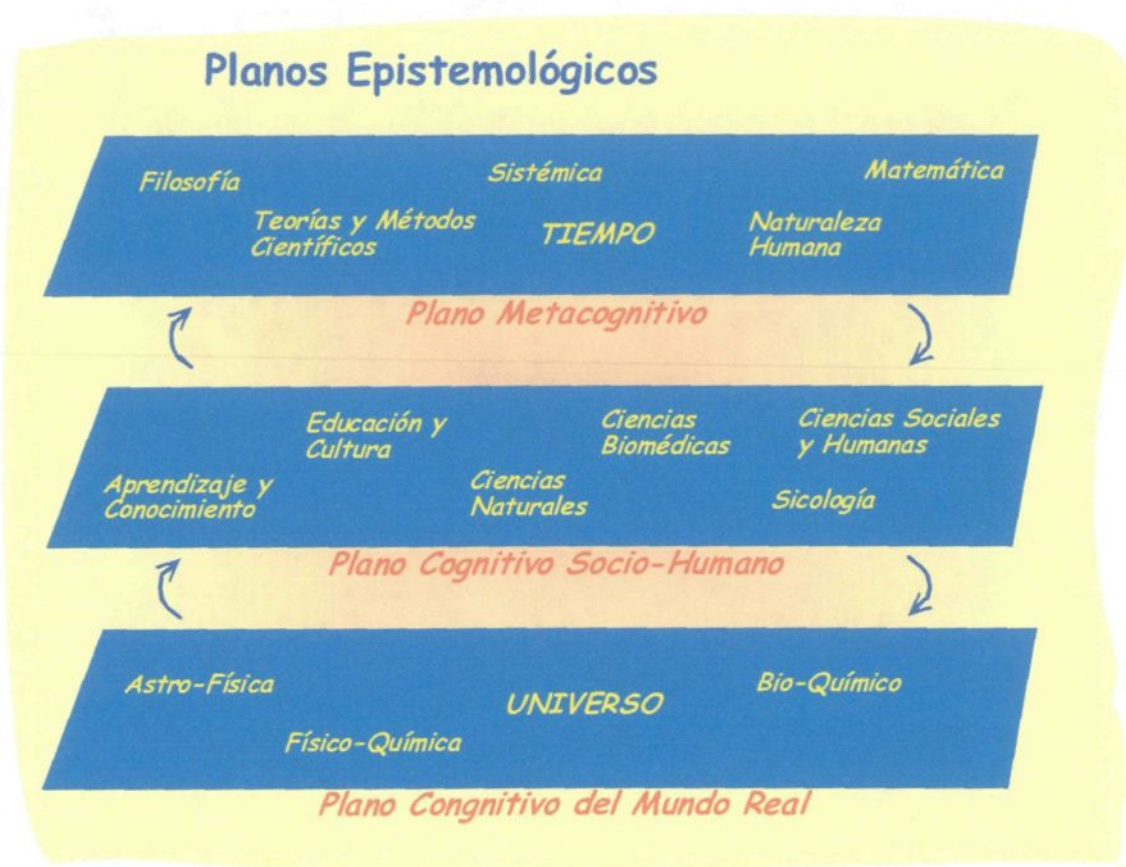 Planos Epistemológicos
Filosofía
Sistémica
Matemática
Teorías y Métodos
Científicos
TIEMPO
Naturaleza
Humana
Plano Metacognitivo
Educación y
Cultura
Ciencias
Biomédicas
Ciencias Sociales
y Humanas
Aprendizaje y
Conocimiento
Ciencias
Naturales
Sicología
Plano Cognitivo Socio-Humano
Astro-Física
UNIVERSO
Bio-Químico
Físico-Química
Plano Congnitivo del Mundo Real